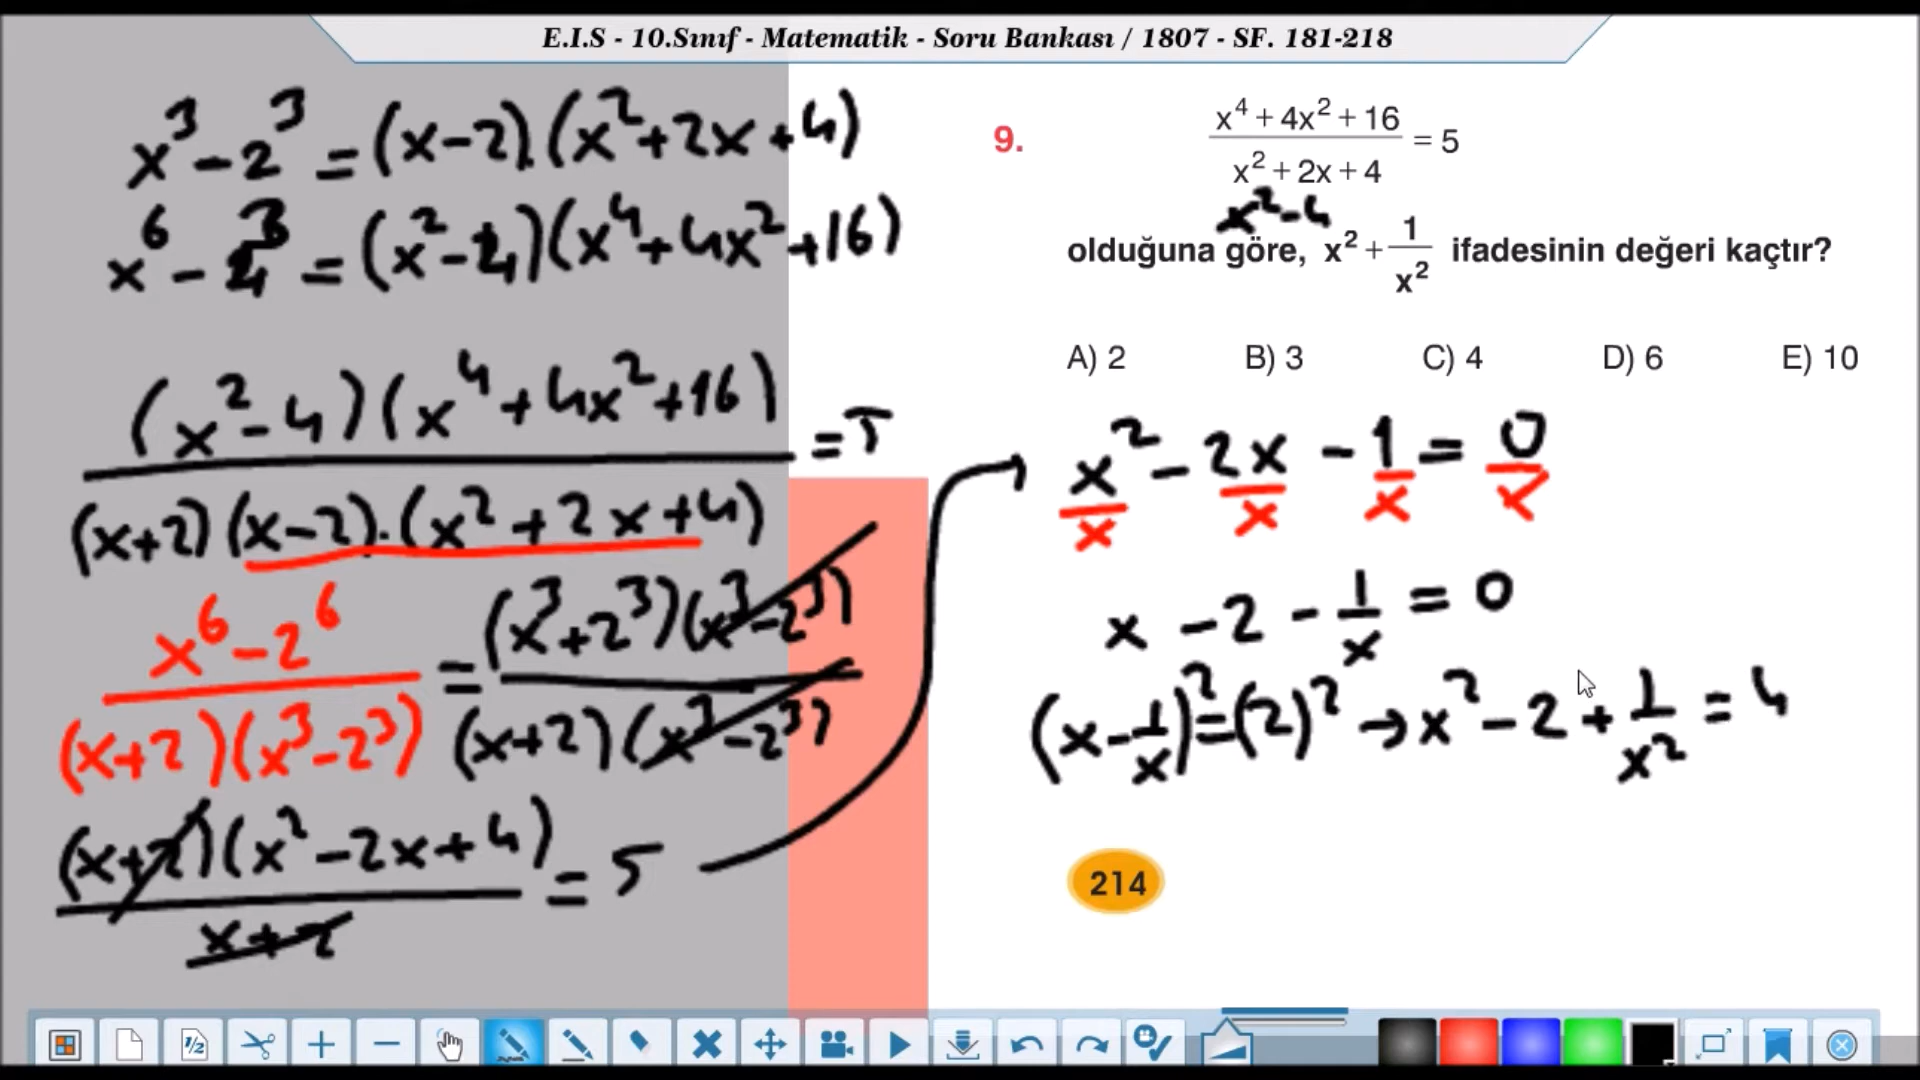 E.I.S - 10.Sınıf - Matematik - Soru Bankası / 1807 - SF. 181-218
x³ - 2³ = (x-2).(x²+2x+4)
x⁶ - 4³ = (x²-4)(x⁴+4x²+16)
(x²-4)(x⁴+4x²+16) / (x+2)(x-2).(x²+2x+4) = 5
x⁶-2⁶ / (x+2)(x³-2³) = (x³+2³)(x³-2³) / (x+2)(x³-2³)
(x+2)(x²-2x+4) / x+2 = 5
9.
x⁴ + 4x² + 16 / x² + 2x + 4 = 5
x²-4
olduğuna göre, x² + 1/x² ifadesinin değeri kaçtır?
A) 2 B) 3 C) 4 D) 6 E) 10
x²/x - 2x/x - 1/x = 0/x
x - 2 - 1/x = 0
(x-1/x)² = (2)² → x² - 2 + 1/x² = 4
214
1/2